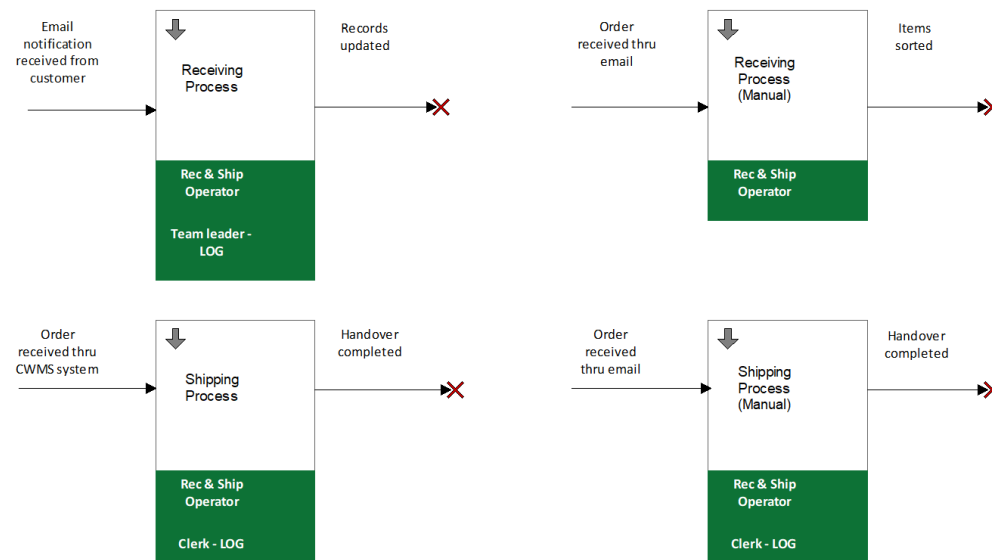 Email
notification
received from
customer
Receiving
Process
Records
updated
Rec & Ship
Operator
Team leader -
LOG
Order
received thru
email
Receiving
Process
(Manual)
Items
sorted
Rec & Ship
Operator
Order
received thru
CWMS system
Shipping
Process
Handover
completed
Rec & Ship
Operator
Clerk - LOG
Order
received
thru email
Shipping
Process
(Manual)
Handover
completed
Rec & Ship
Operator
Clerk - LOG